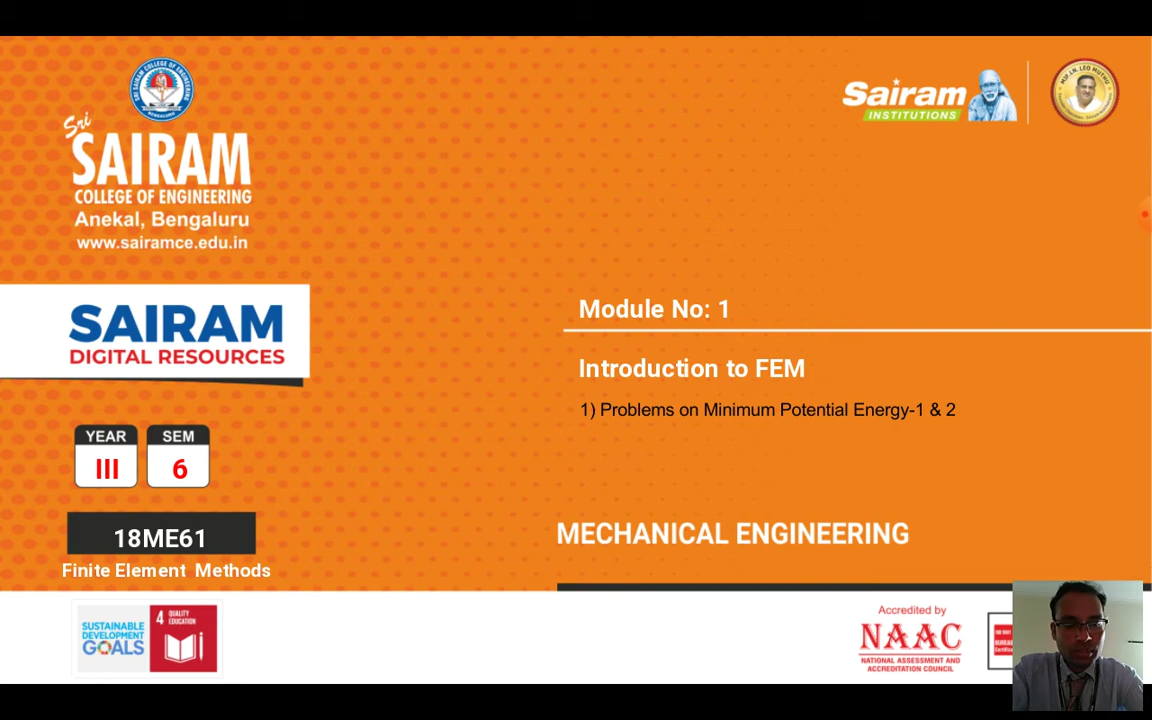 Sri
SAIRAM
COLLEGE OF ENGINEERING
Anekal, Bengaluru
www.sairamce.edu.in
Sairam
INSTITUTIONS
SAIRAM
DIGITAL RESOURCES
YEAR
III
SEM
6
18ME61
Finite Element Methods
Module No: 1
Introduction to FEM
1) Problems on Minimum Potential Energy-1 & 2
MECHANICAL ENGINEERING
SUSTAINABLE
DEVELOPMENT
GOALS
4 QUALITY
EDUCATION
Accredited by
NAAC
NATIONAL ASSESSMENT AND
ACCREDITATION COUNCIL